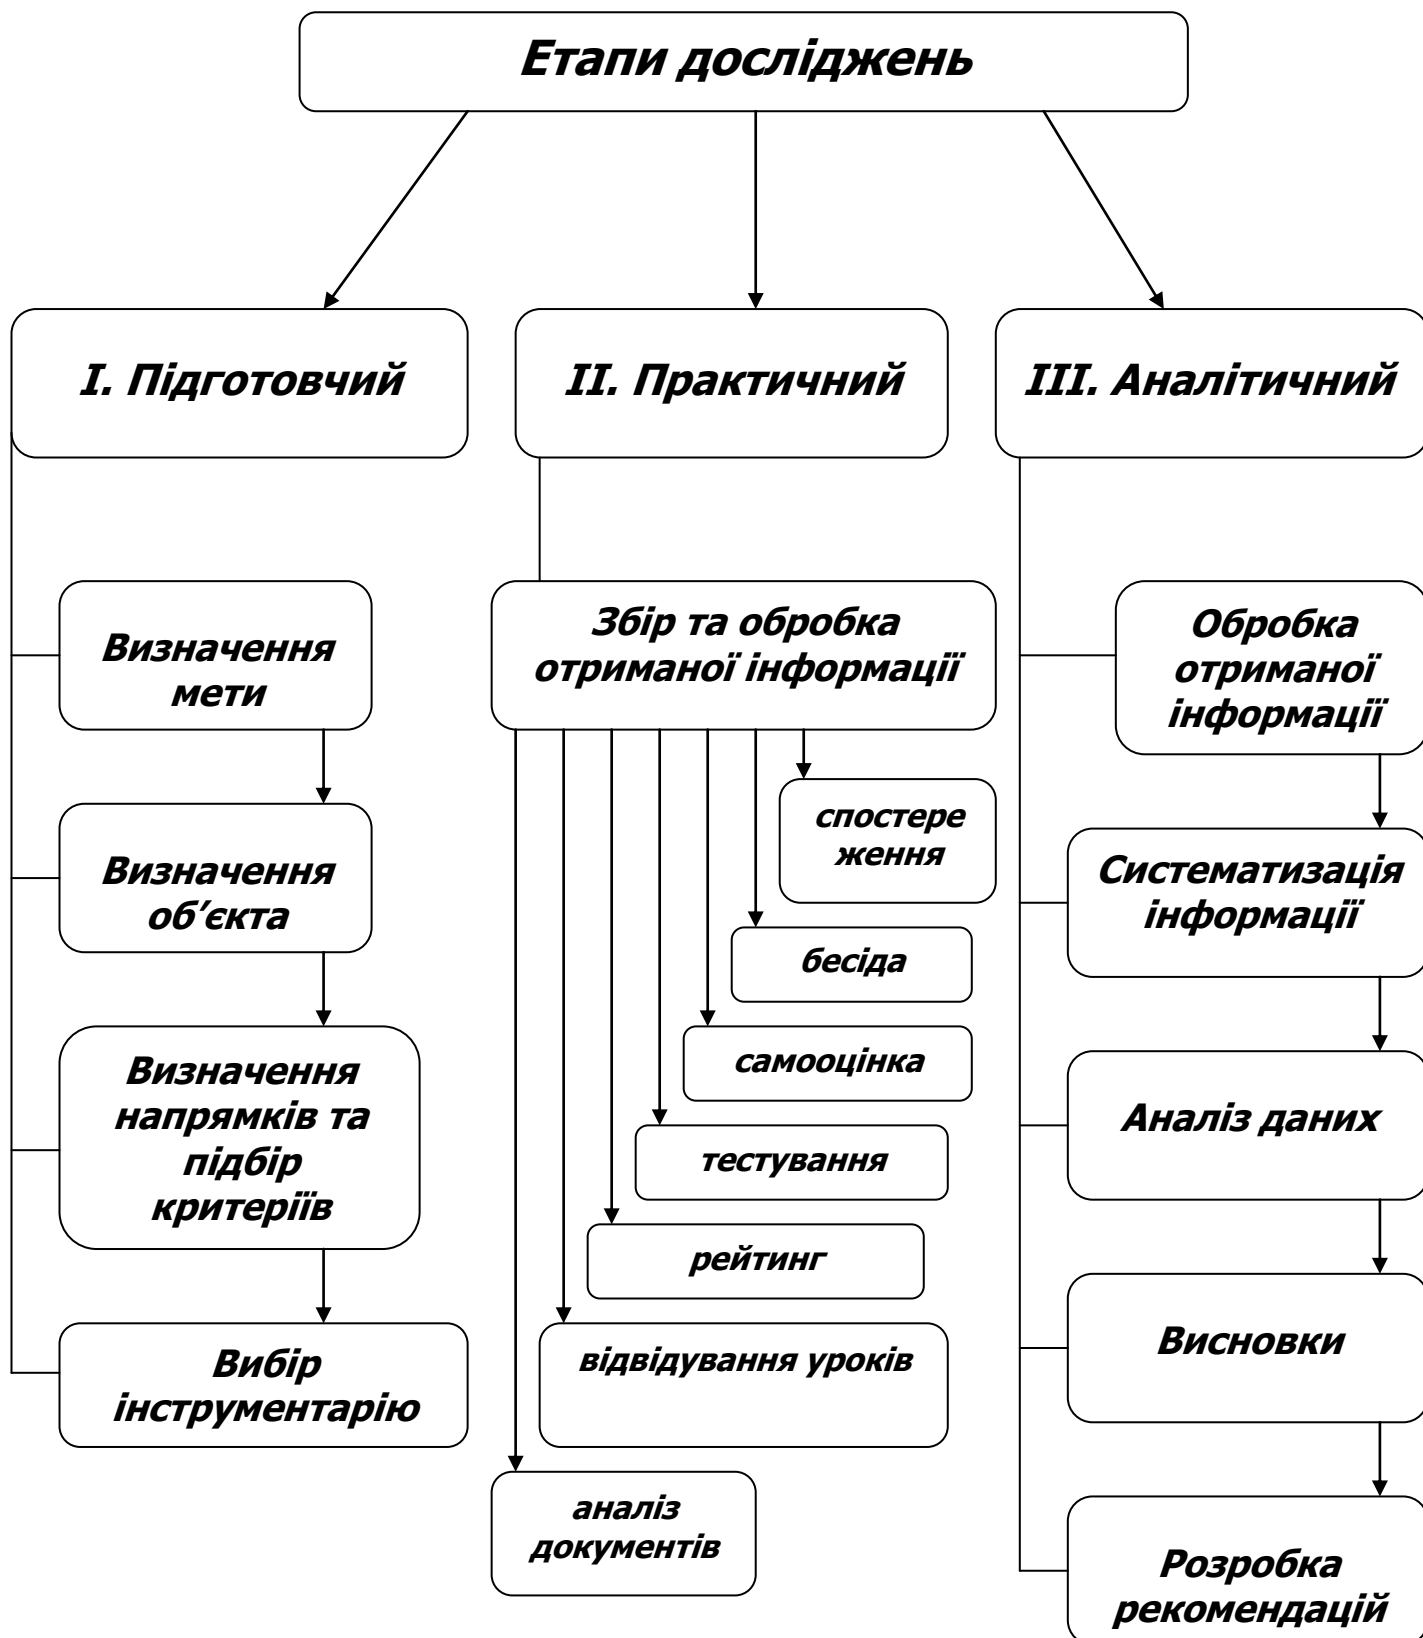 Етапи досліджень
І. Підготовчий
ІІ. Практичний
ІІІ. Аналітичний
Визначення
мети
Визначення
об’єкта
Визначення
напрямків та
підбір
критеріїв
Вибір
інструментарію
Збір та обробка
отриманої інформації
спостере
ження
бесіда
самооцінка
тестування
рейтинг
відвідування уроків
аналіз
документів
Обробка
отриманої
інформації
Систематизація
інформації
Аналіз даних
Висновки
Розробка
рекомендацій